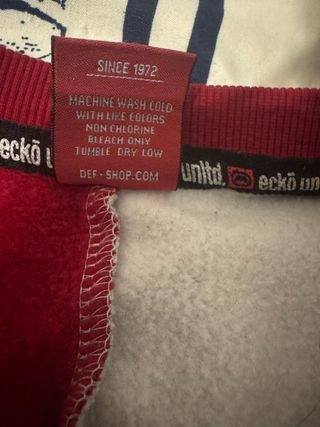 SINCE 1972
MACHINE WASH COLD
WITH LIKE COLORS
NON CHLORINE
BLEACH ONLY
TUMBLE DRY LOW
DEF-SHOP.COM
eckō unltd. eckō un